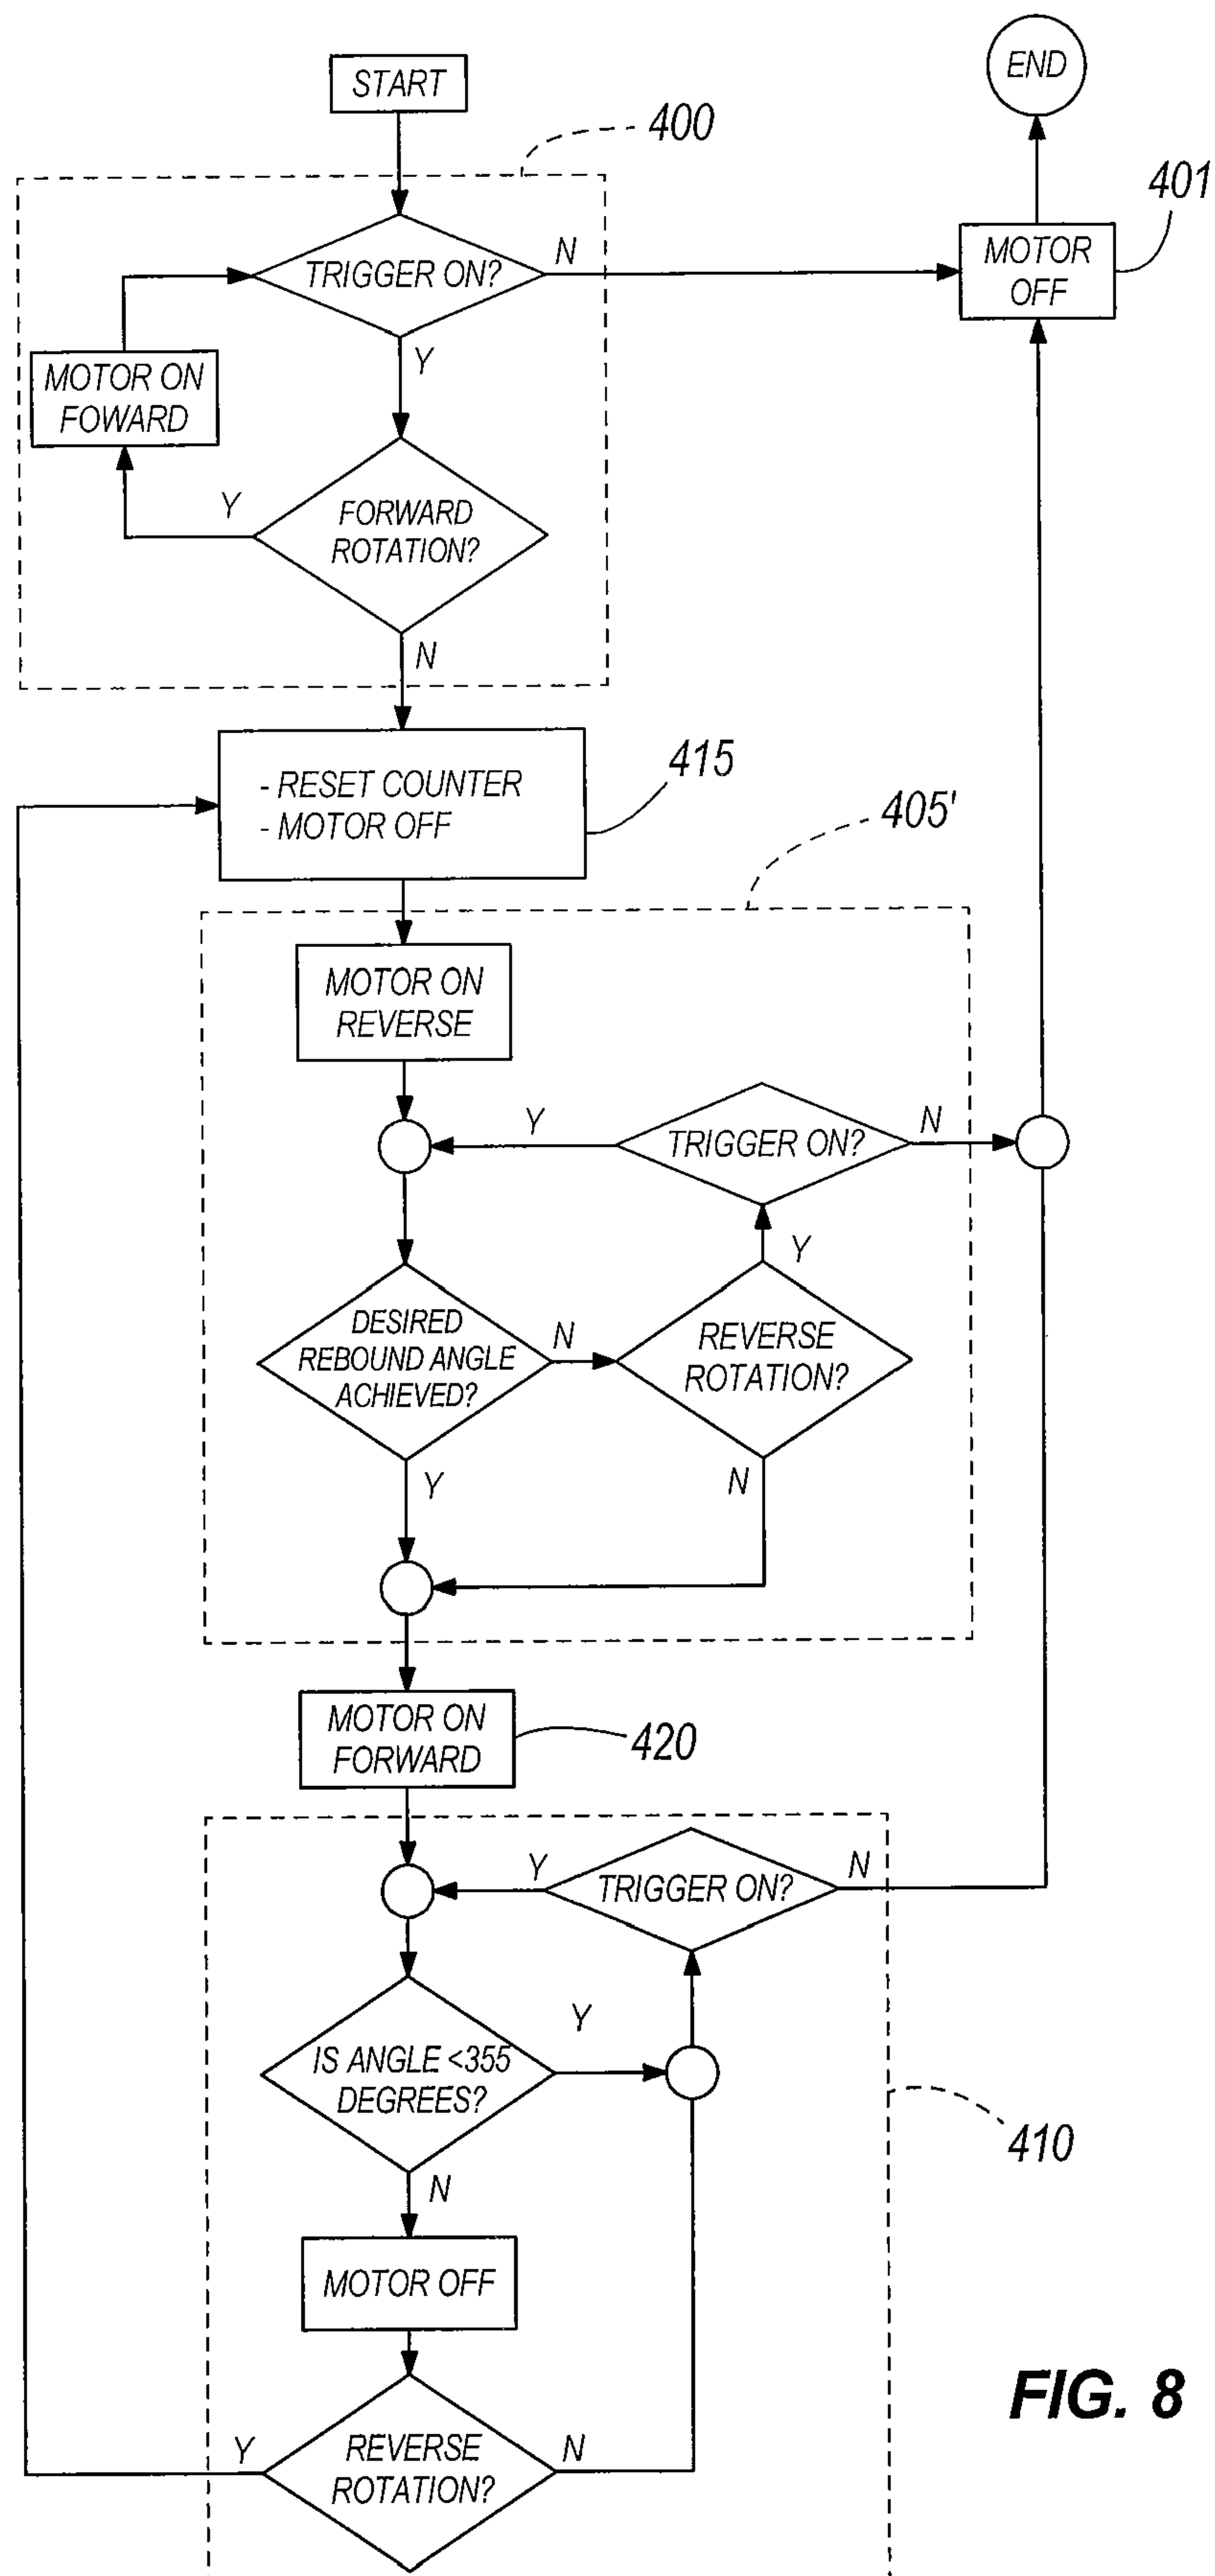 START
END
400
401
TRIGGER ON?
N
MOTOR
OFF
Y
MOTOR ON
FOWARD
Y
FORWARD
ROTATION?
N
- RESET COUNTER
- MOTOR OFF
415
405'
MOTOR ON
REVERSE
Y
TRIGGER ON?
N
Y
DESIRED
REBOUND ANGLE
ACHIEVED?
N
REVERSE
ROTATION?
Y
N
MOTOR ON
FORWARD
420
Y
TRIGGER ON?
N
Y
IS ANGLE <355
DEGREES?
410
N
MOTOR OFF
Y
REVERSE
ROTATION?
N
FIG. 8